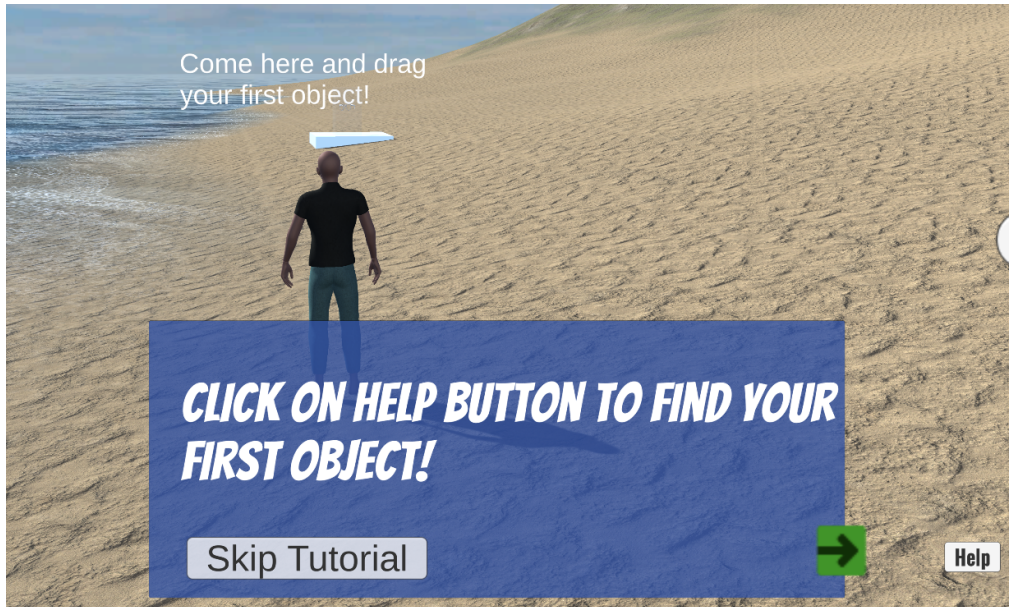 Come here and drag
your first object!
CLICK ON HELP BUTTON TO FIND YOUR
FIRST OBJECT!
Skip Tutorial
Help